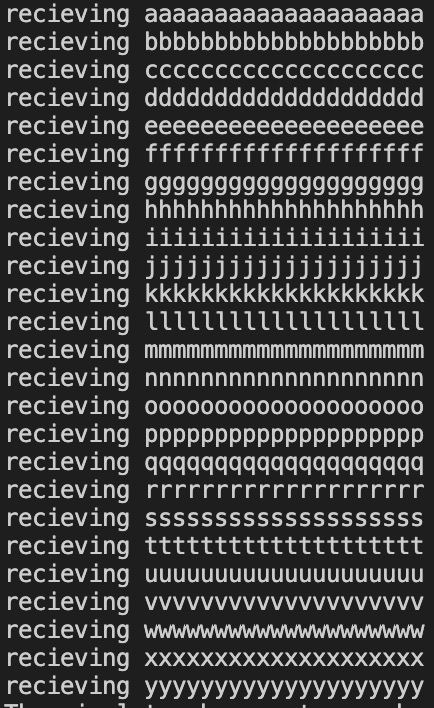 recieving aaaaaaaaaaaaaaaaaaaa
recieving bbbbbbbbbbbbbbbbbbbb
recieving cccccccccccccccccccc
recieving dddddddddddddddddddd
recieving eeeeeeeeeeeeeeeeeeee
recieving ffffffffffffffffffff
recieving gggggggggggggggggggg
recieving hhhhhhhhhhhhhhhhhhhh
recieving iiiiiiiiiiiiiiiiiiii
recieving jjjjjjjjjjjjjjjjjjjj
recieving kkkkkkkkkkkkkkkkkkkk
recieving llllllllllllllllllll
recieving mmmmmmmmmmmmmmmmmmmm
recieving nnnnnnnnnnnnnnnnnnnn
recieving oooooooooooooooooooo
recieving pppppppppppppppppppp
recieving qqqqqqqqqqqqqqqqqqqq
recieving rrrrrrrrrrrrrrrrrrrr
recieving ssssssssssssssssssss
recieving tttttttttttttttttttt
recieving uuuuuuuuuuuuuuuuuuuu
recieving vvvvvvvvvvvvvvvvvvvv
recieving wwwwwwwwwwwwwwwwwwww
recieving xxxxxxxxxxxxxxxxxxxx
recieving yyyyyyyyyyyyyyyyyyyy